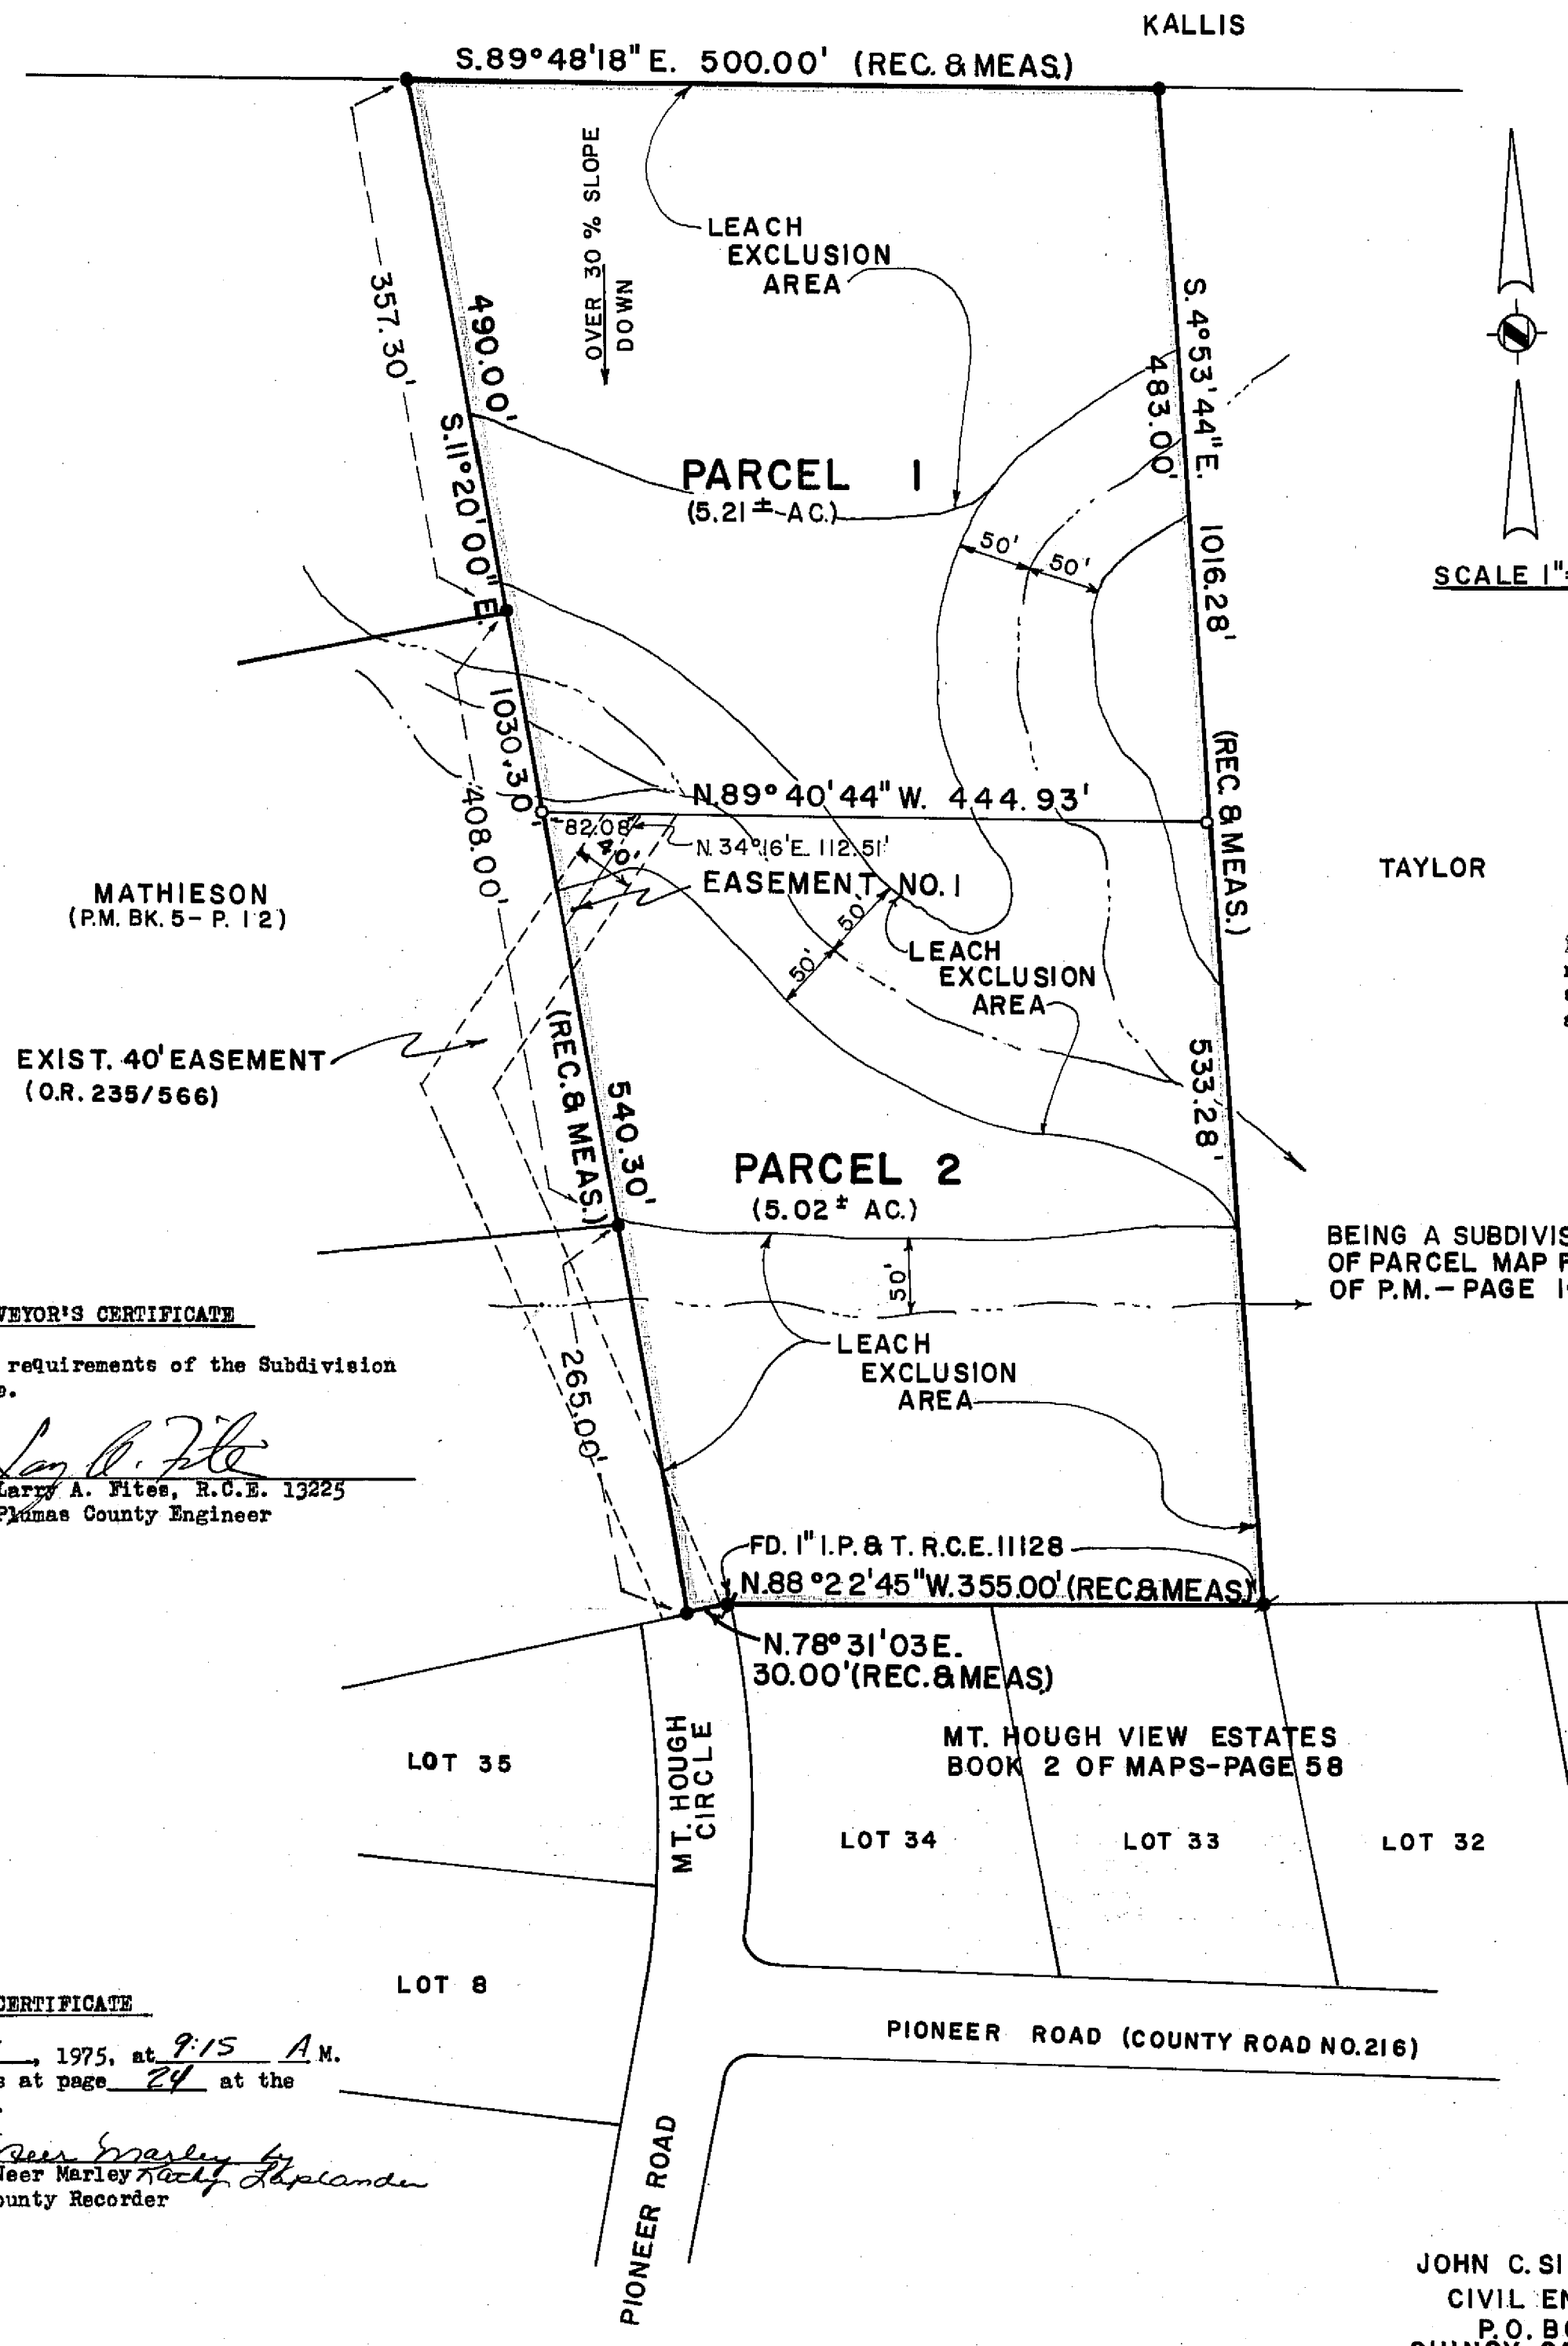 KALLIS
S.89°48'18"E. 500.00' (REC. & MEAS.)
OVER 30 % SLOPE
DOWN
LEACH
EXCLUSION
AREA
357.30'
490.00'
S.11°20'00"E.
1030.30'
(REC. & MEAS.)
S. 4°53'44"E. 1016.28' (REC. & MEAS.)
483.00'
PARCEL 1
(5.21 ± AC.)
50'
50'
SCALE 1"=
N.89°40'44"W. 444.93'
82.08'
N. 34°16'E. 112.51'
40'
EASEMENT NO. 1
408.00'
TAYLOR
MATHIESON
(P.M. BK. 5 - P. 12)
50'
50'
LEACH
EXCLUSION
AREA
EXIST. 40' EASEMENT
(O.R. 235/566)
540.30'
533.28'
PARCEL 2
(5.02 ± AC.)
50'
BEING A SUBDIVIS
OF PARCEL MAP
OF P.M. - PAGE
VEYOR'S CERTIFICATE
requirements of the Subdivision
Larry A. Fites, R.C.E. 13225
Plumas County Engineer
LEACH
EXCLUSION
AREA
265.00'
FD. 1" I.P. & T. R.C.E. 11128
N.88°22'45"W. 355.00' (REC & MEAS.)
N.78°31'03E.
30.00' (REC. & MEAS)
MT. HOUGH VIEW ESTATES
BOOK 2 OF MAPS-PAGE 58
LOT 35
MT. HOUGH
CIRCLE
LOT 34
LOT 33
LOT 32
LOT 8
PIONEER ROAD (COUNTY ROAD NO. 216)
PIONEER ROAD
CERTIFICATE
, 1975, at 9:15 A M.
s at page 24 at the
Neer Marley by
Neer Marley Kathy Laplander
ounty Recorder
JOHN C. SI
CIVIL EN
P.O. BO